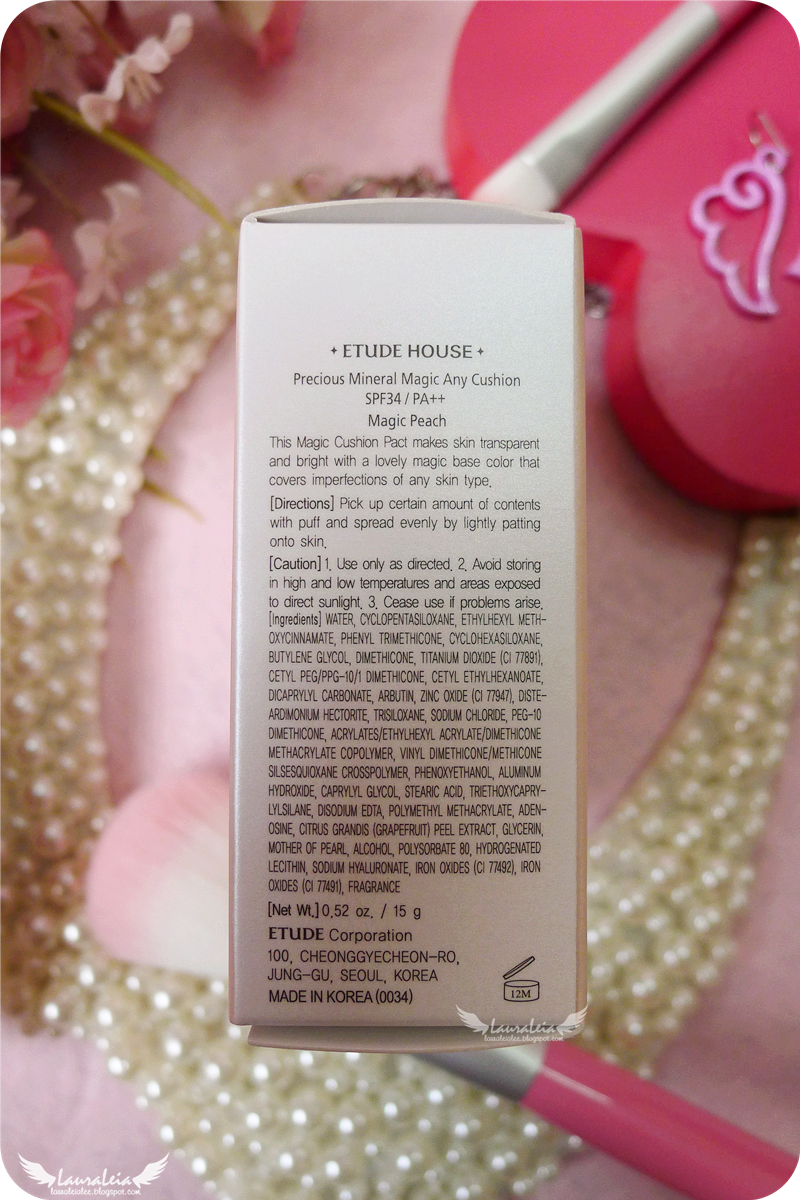 ETUDE HOUSE
Precious Mineral Magic Any Cushion
SPF34 / PA++
Magic Peach
This Magic Cushion Pact makes skin transparent
and bright with a lovely magic base color that
covers imperfections of any skin type.
[Directions] Pick up certain amount of contents
with puff and spread evenly by lightly patting
onto skin.
[Caution] 1. Use only as directed. 2. Avoid storing
in high and low temperatures and areas exposed
to direct sunlight. 3. Cease use if problems arise.
[Ingredients] WATER, CYCLOPENTASILOXANE, ETHYLHEXYL METH-
OXYCINNAMATE, PHENYL TRIMETHICONE, CYCLOHEXASILOXANE,
BUTYLENE GLYCOL, DIMETHICONE, TITANIUM DIOXIDE (CI 77891),
CETYL PEG/PPG-10/1 DIMETHICONE, CETYL ETHYLHEXANOATE,
DICAPRYLYL CARBONATE, ARBUTIN, ZINC OXIDE (CI 77947), DISTE-
ARDIMONIUM HECTORITE, TRISILOXANE, SODIUM CHLORIDE, PEG-10
DIMETHICONE, ACRYLATES/ETHYLHEXYL ACRYLATE/DIMETHICONE
METHACRYLATE COPOLYMER, VINYL DIMETHICONE/METHICONE
SILSESQUIOXANE CROSSPOLYMER, PHENOXYETHANOL, ALUMINUM
HYDROXIDE, CAPRYLYL GLYCOL, STEARIC ACID, TRIETHOXYCAPRY-
LYLSILANE, DISODIUM EDTA, POLYMETHYL METHACRYLATE, ADEN-
OSINE, CITRUS GRANDIS (GRAPEFRUIT) PEEL EXTRACT, GLYCERIN,
MOTHER OF PEARL, ALCOHOL, POLYSORBATE 80, HYDROGENATED
LECITHIN, SODIUM HYALURONATE, IRON OXIDES (CI 77492), IRON
OXIDES (CI 77491), FRAGRANCE
[Net Wt.] 0.52 oz. / 15 g
ETUDE Corporation
100, CHEONGGYECHEON-RO,
JUNG-GU, SEOUL, KOREA
MADE IN KOREA (0034)
12M
LauraLeia
lauraleialee.blogspot.com
LauraLeia
lauraleialee.blogspot.com